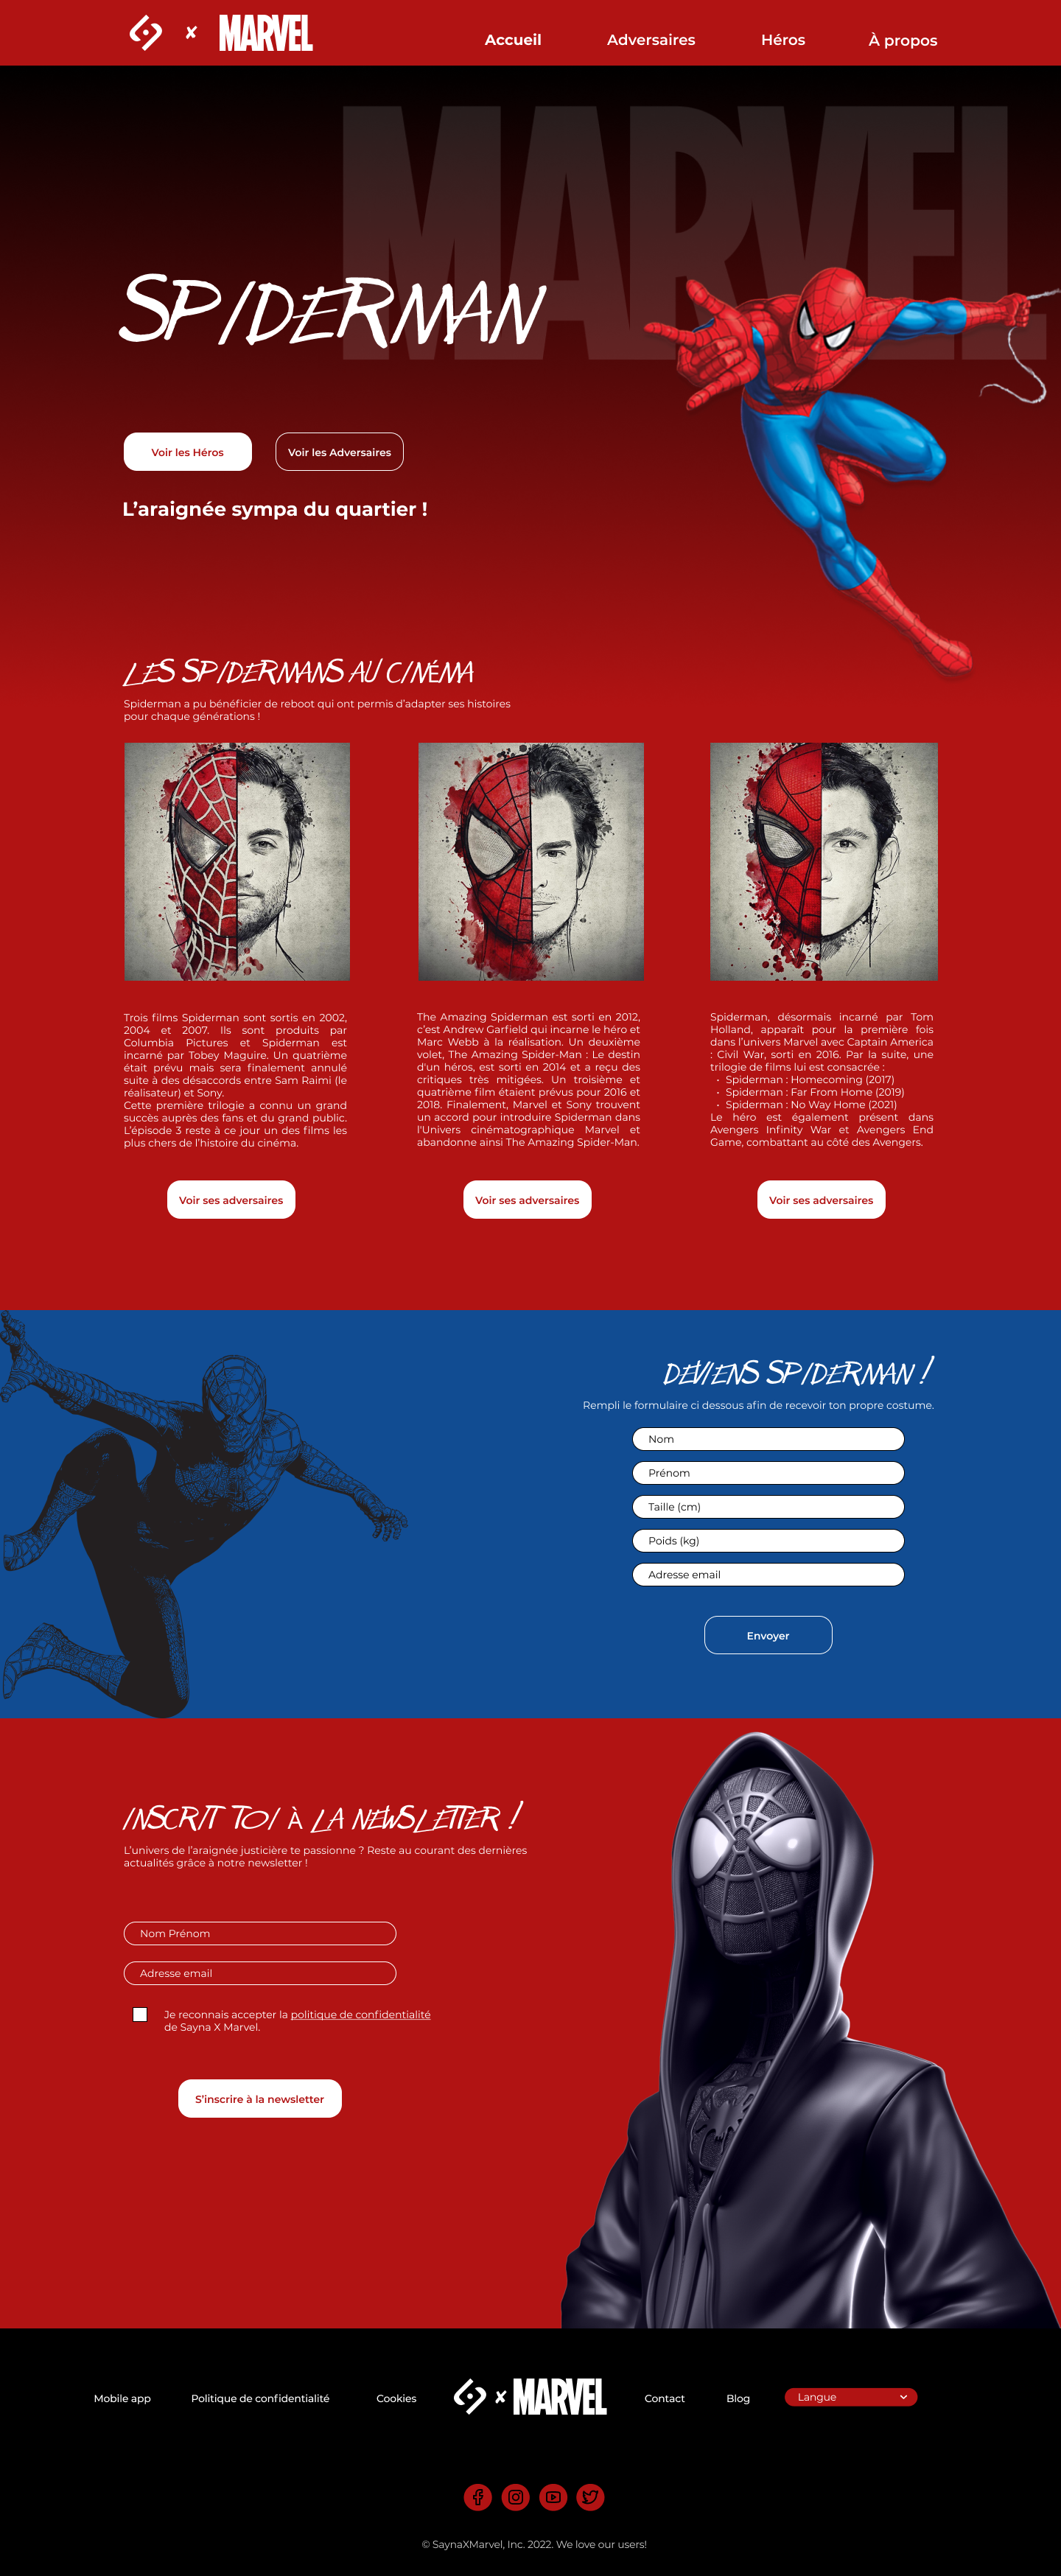 ✘ MARVEL
Accueil
Adversaires
Héros
À propos
MARVEL
SPIDERMAN
Voir les Héros
Voir les Adversaires
L’araignée sympa du quartier !
LES SPIDERMANS AU CINÉMA
Spiderman a pu bénéficier de reboot qui ont permis d’adapter ses histoires
pour chaque générations !
Trois films Spiderman sont sortis en 2002,
2004 et 2007. Ils sont produits par
Columbia Pictures et Spiderman est
incarné par Tobey Maguire. Un quatrième
était prévu mais sera finalement annulé
suite à des désaccords entre Sam Raimi (le
réalisateur) et Sony.
Cette première trilogie a connu un grand
succès auprès des fans et du grand public.
L’épisode 3 reste à ce jour un des films les
plus chers de l’histoire du cinéma.
The Amazing Spiderman est sorti en 2012,
c’est Andrew Garfield qui incarne le héro et
Marc Webb à la réalisation. Un deuxième
volet, The Amazing Spider-Man : Le destin
d'un héros, est sorti en 2014 et a reçu des
critiques très mitigées. Un troisième et
quatrième film étaient prévus pour 2016 et
2018. Finalement, Marvel et Sony trouvent
un accord pour introduire Spiderman dans
l'Univers cinématographique Marvel et
abandonne ainsi The Amazing Spider-Man.
Spiderman, désormais incarné par Tom
Holland, apparaît pour la première fois
dans l’univers Marvel avec Captain America
: Civil War, sorti en 2016. Par la suite, une
trilogie de films lui est consacrée :
• Spiderman : Homecoming (2017)
• Spiderman : Far From Home (2019)
• Spiderman : No Way Home (2021)
Le héro est également présent dans
Avengers Infinity War et Avengers End
Game, combattant au côté des Avengers.
Voir ses adversaires
Voir ses adversaires
Voir ses adversaires
DEVIENS SPIDERMAN !
Rempli le formulaire ci dessous afin de recevoir ton propre costume.
Nom
Prénom
Taille (cm)
Poids (kg)
Adresse email
Envoyer
INSCRIT TOI À LA NEWSLETTER !
L’univers de l’araignée justicière te passionne ? Reste au courant des dernières
actualités grâce à notre newsletter !
Nom Prénom
Adresse email
Je reconnais accepter la politique de confidentialité
de Sayna X Marvel.
S’inscrire à la newsletter
Mobile app
Politique de confidentialité
Cookies
✘ MARVEL
Contact
Blog
Langue
© SaynaXMarvel, Inc. 2022. We love our users!